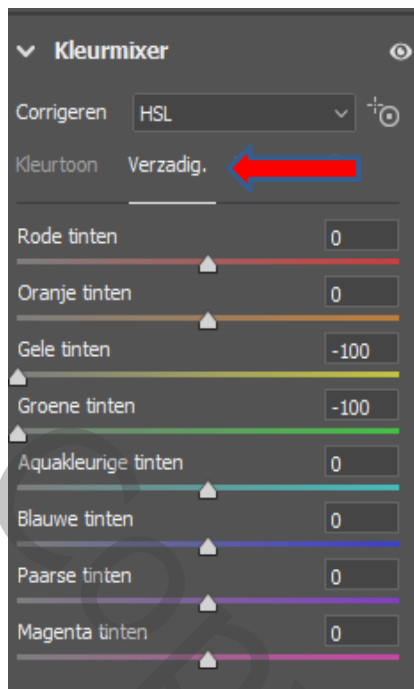 Kleurmixer
Corrigeren HSL
Kleurtoon Verzadig.
Rode tinten 0
Oranje tinten 0
Gele tinten -100
Groene tinten -100
Aquakleurige tinten 0
Blauwe tinten 0
Paarse tinten 0
Magenta tinten 0